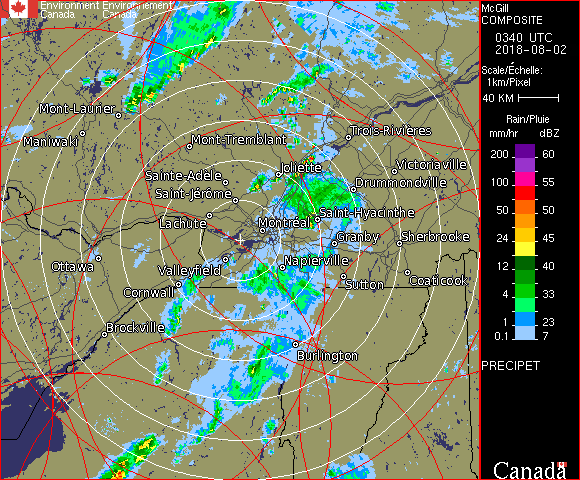 Environment Environnement
Canada Canada
McGill
COMPOSITE
0340 UTC
2018-08-02
Scale/Échelle:
1km/Pixel
40 KM
Rain/Pluie
mm/hr dBZ
200 60
100 55
50 50
24 45
12 40
4 33
1 23
0.1 7
PRECIPET
Canada
Mont-Laurier
Maniwaki
Mont-Tremblant
Trois-Rivières
Sainte-Adèle
Joliette
Victoriaville
Saint-Jérôme
Drummondville
Lachute
Saint-Hyacinthe
Montréal
Granby
Sherbrooke
Ottawa
Valleyfield
Napierville
Cornwall
Sutton
Coaticook
Brockville
Burlington